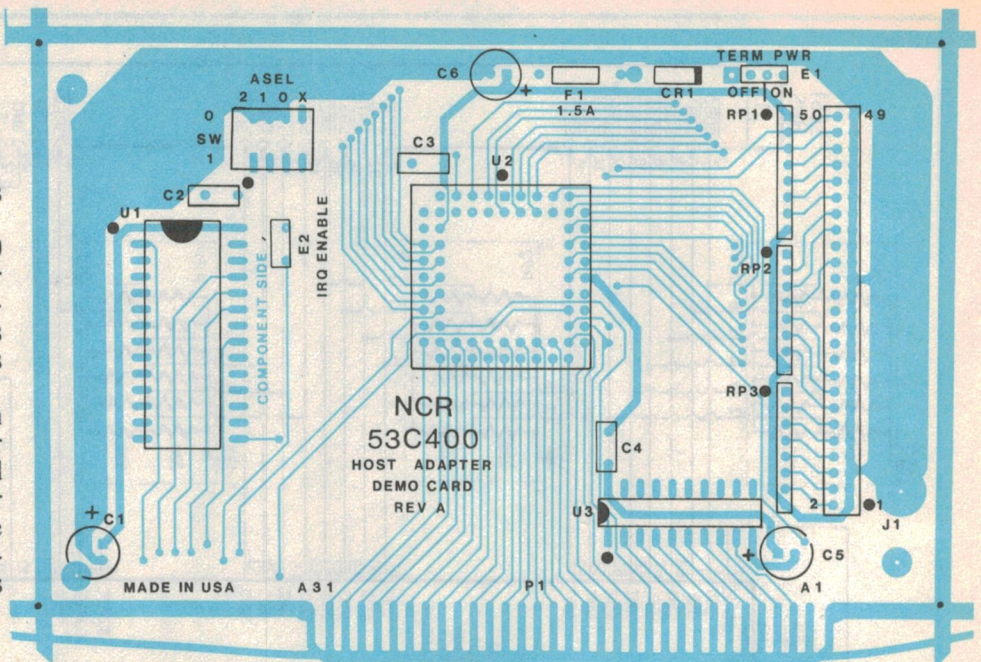 TERM PWR
C6
+
F1
1.5A
CR1
E1
OFF ON
ASEL
2 1 0 X
0
SW
1
RP1
50
49
C3
U2
C2
U1
E2
IRQ ENABLE
COMPONENT SIDE
RP2
RP3
NCR
53C400
HOST ADAPTER
DEMO CARD
REV A
C4
U3
2
1
J1
+
C1
+
C5
MADE IN USA
A31
P1
A1